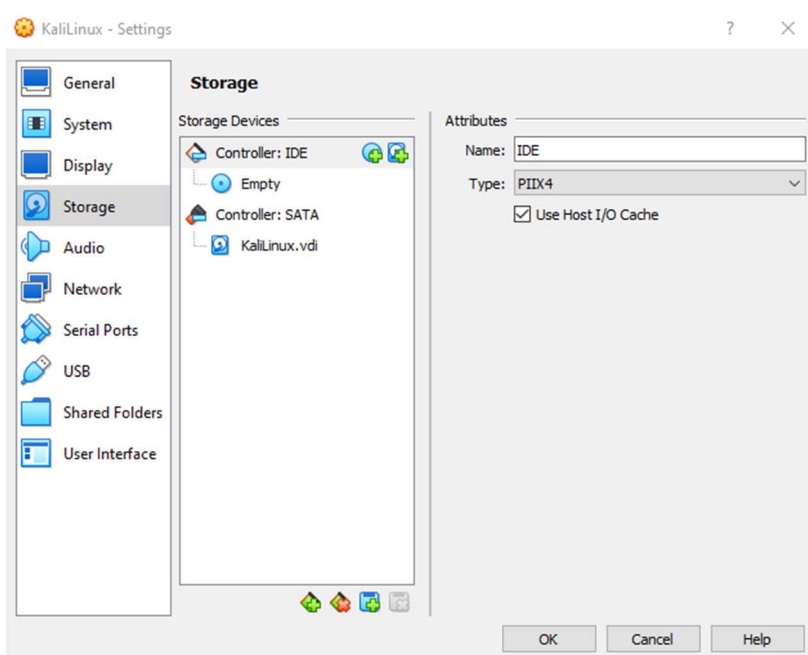 KaliLinux - Settings
?
General
System
Display
Storage
Audio
Network
Serial Ports
USB
Shared Folders
User Interface
Storage
Storage Devices
Controller: IDE
Empty
Controller: SATA
KaliLinux.vdi
Attributes
Name: IDE
Type: PIIX4
Use Host I/O Cache
OK Cancel Help